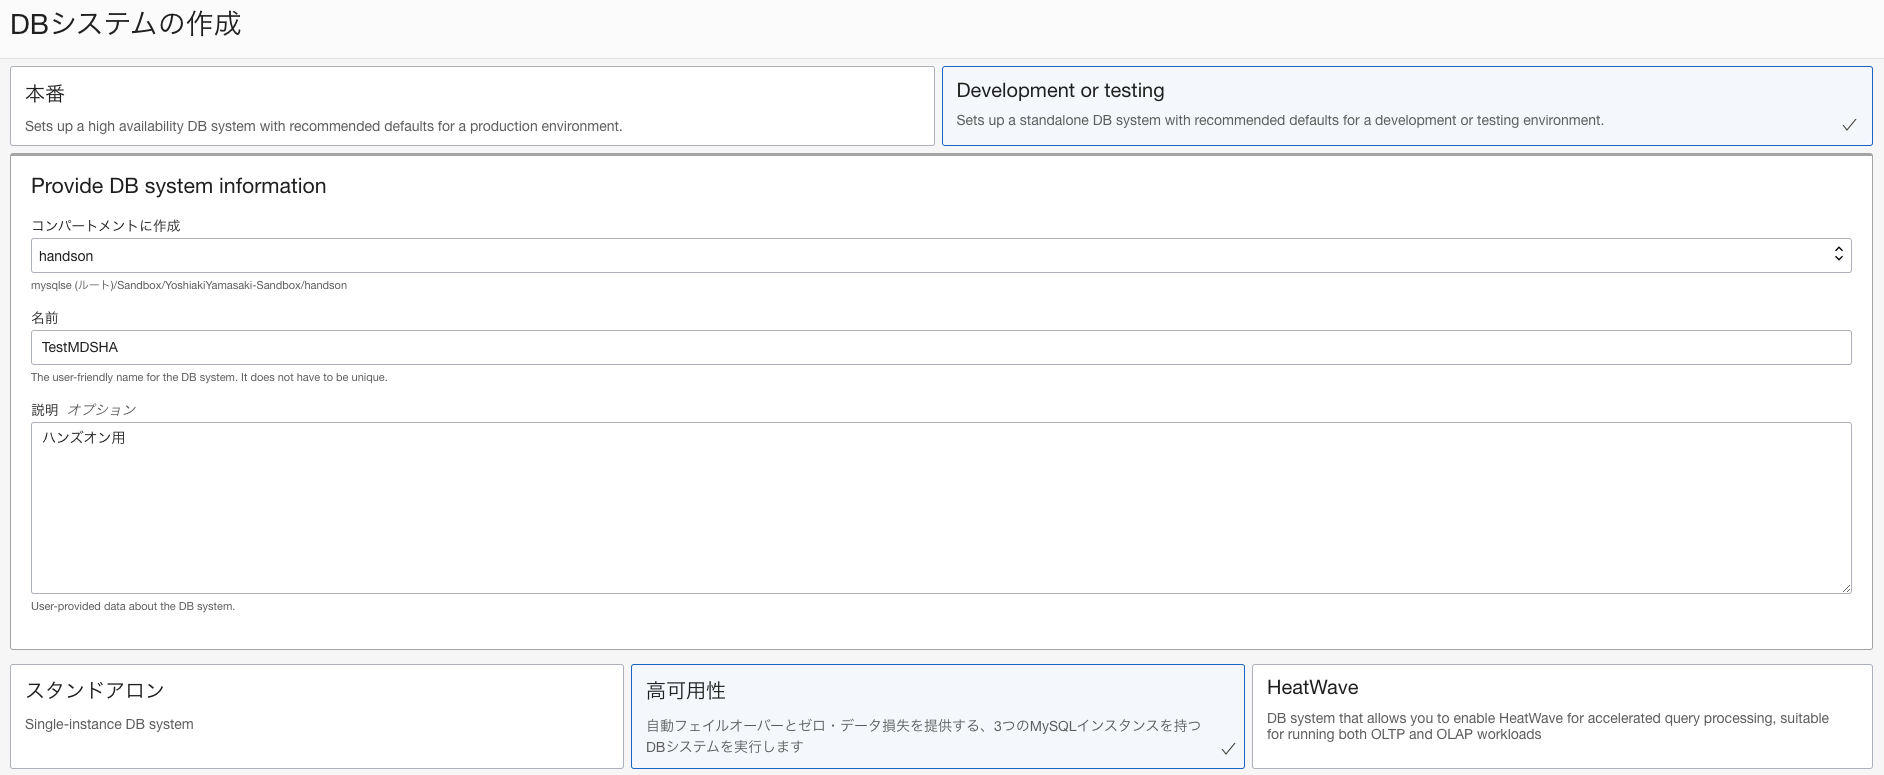 DBシステムの作成
本番
Sets up a high availability DB system with recommended defaults for a production environment.
Development or testing
Sets up a standalone DB system with recommended defaults for a development or testing environment.
Provide DB system information
コンパートメントに作成
handson
mysqlse (ルート)/Sandbox/YoshiakiYamasaki-Sandbox/handson
名前
TestMDSHA
The user-friendly name for the DB system. It does not have to be unique.
説明 オプション
ハンズオン用
User-provided data about the DB system.
スタンドアロン
Single-instance DB system
高可用性
自動フェイルオーバーとゼロ・データ損失を提供する、3つのMySQLインスタンスを持つ
DBシステムを実行します
HeatWave
DB system that allows you to enable HeatWave for accelerated query processing, suitable
for running both OLTP and OLAP workloads